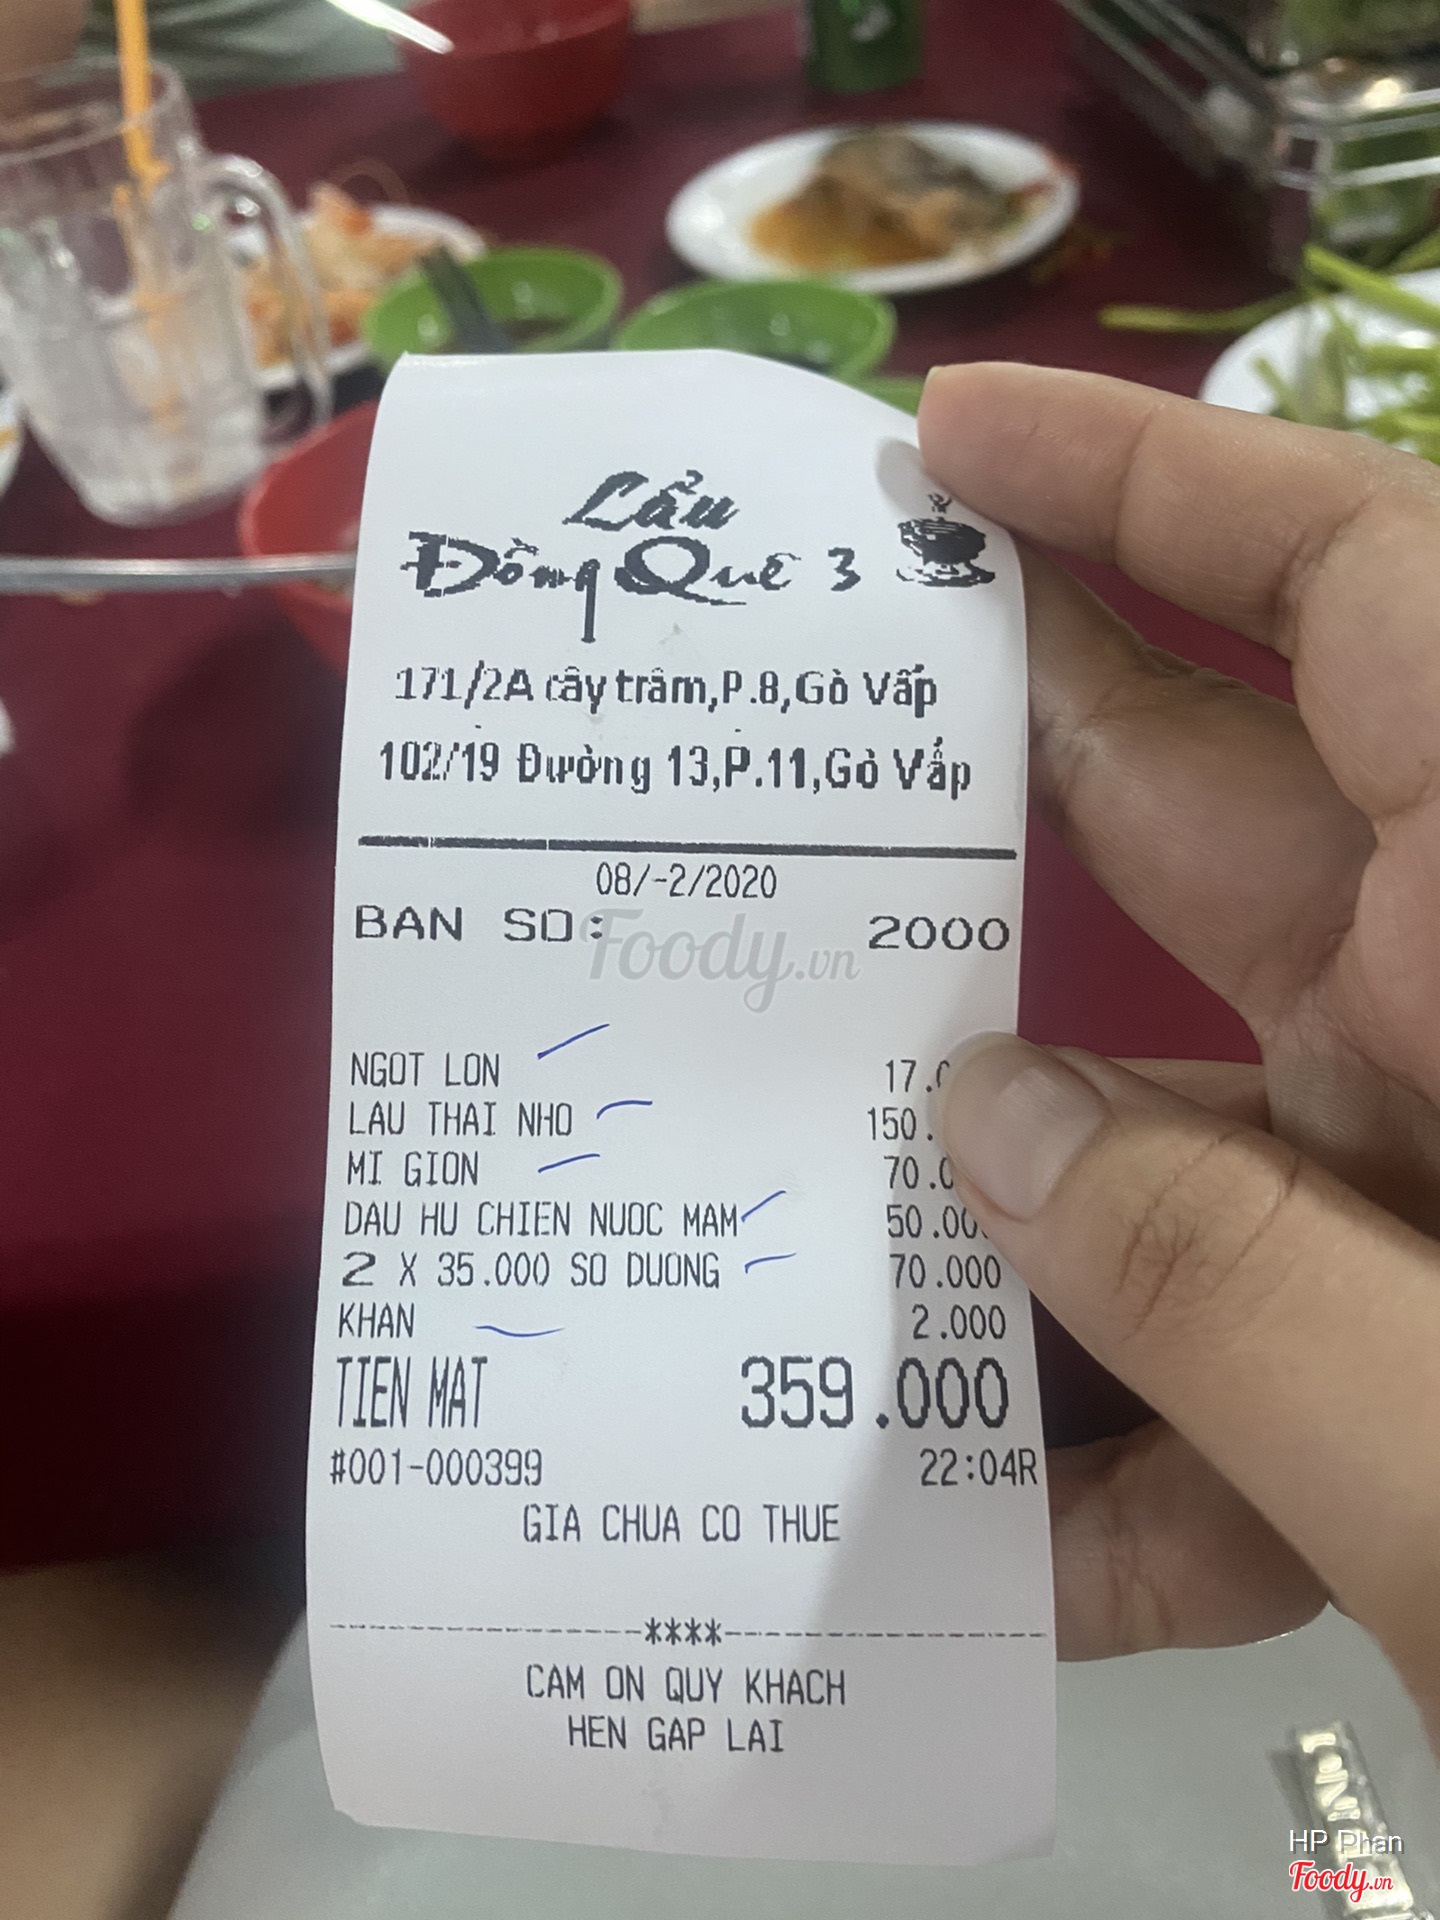 Lẩu
Đồng Quê 3
171/2A cây trâm,P.8,Gò Vấp
102/19 Đường 13,P.11,Gò Vấp
08/-2/2020
BAN SO: 2000
Foody.vn
NGOT LON 17.0
LAU THAI NHO 150.
MI GION 70.0
DAU HU CHIEN NUOC MAM 50.00
2 X 35.000 SO DUONG 70.000
KHAN 2.000
TIEN MAT 359.000
#001-000399 22:04R
GIA CHUA CO THUE
****
CAM ON QUY KHACH
HEN GAP LAI
HP Phan
Foody.vn